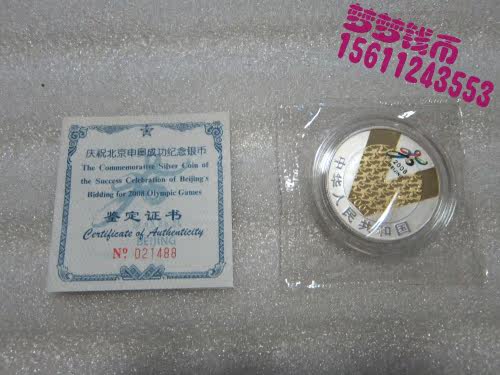 梦梦钱币
15611243553
庆祝北京申奥成功纪念银币
The Commemorative Silver Coin of
the Success Celebration of Beijing's
Bidding for 2008 Olympic Games
鉴定证书
Certificate of Authenticity
BEIJING
Nº 021488
2008
中华人民共和国